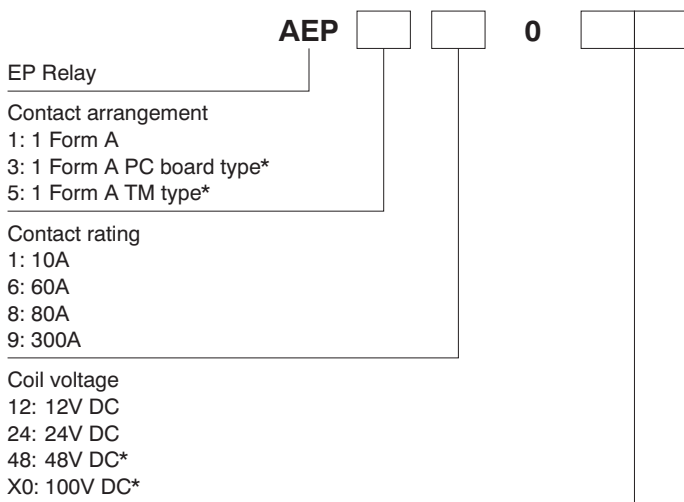 AEP 0
EP Relay
Contact arrangement
1: 1 Form A
3: 1 Form A PC board type*
5: 1 Form A TM type*
Contact rating
1: 10A
6: 60A
8: 80A
9: 300A
Coil voltage
12: 12V DC
24: 24V DC
48: 48V DC*
X0: 100V DC*